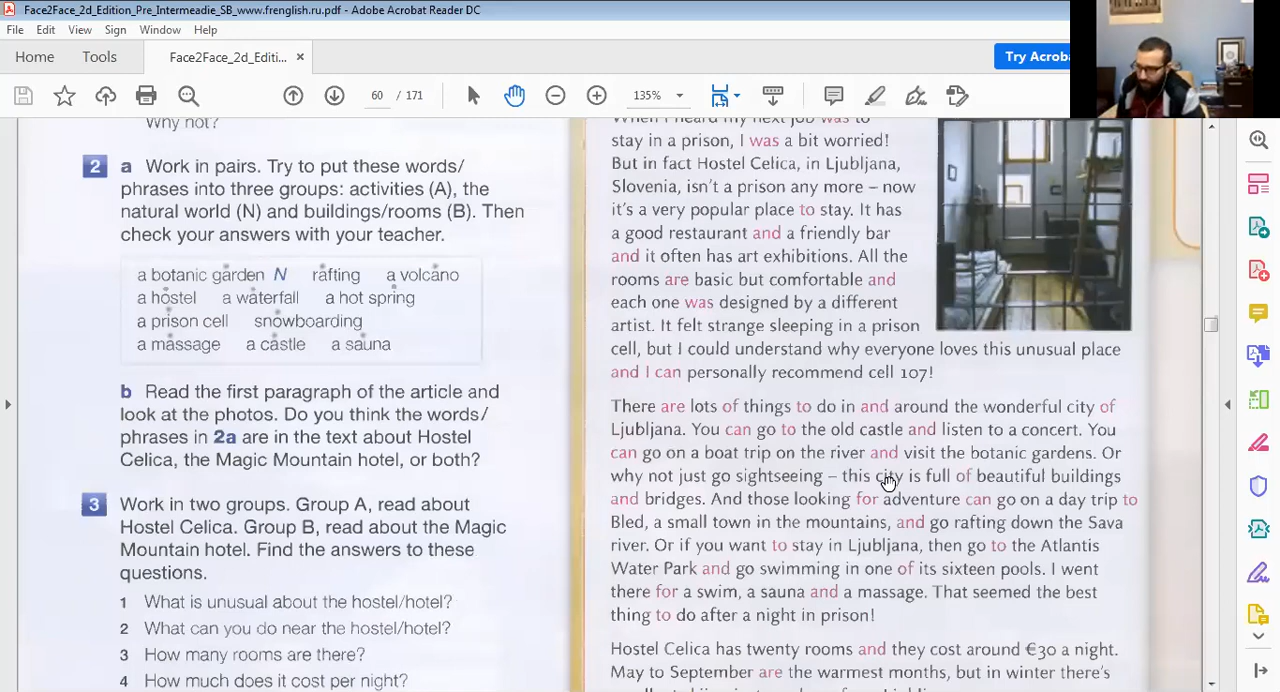 Face2Face_2d_Edition_Pre_Intermeadie_SB_www.frenglish.ru.pdf - Adobe Acrobat Reader DC
File Edit View Sign Window Help
Home Tools Face2Face_2d_Editi... ×
Try Acroba
60 / 171 135%
Why not?
2 a Work in pairs. Try to put these words/
phrases into three groups: activities (A), the
natural world (N) and buildings/rooms (B). Then
check your answers with your teacher.
a botanic garden N rafting a volcano
a hostel a waterfall a hot spring
a prison cell snowboarding
a massage a castle a sauna
b Read the first paragraph of the article and
look at the photos. Do you think the words/
phrases in 2a are in the text about Hostel
Celica, the Magic Mountain hotel, or both?
3 Work in two groups. Group A, read about
Hostel Celica. Group B, read about the Magic
Mountain hotel. Find the answers to these
questions.
1 What is unusual about the hostel/hotel?
2 What can you do near the hostel/hotel?
3 How many rooms are there?
4 How much does it cost per night?
When I heard my next job was to
stay in a prison, I was a bit worried!
But in fact Hostel Celica, in Ljubljana,
Slovenia, isn't a prison any more – now
it's a very popular place to stay. It has
a good restaurant and a friendly bar
and it often has art exhibitions. All the
rooms are basic but comfortable and
each one was designed by a different
artist. It felt strange sleeping in a prison
cell, but I could understand why everyone loves this unusual place
and I can personally recommend cell 107!
There are lots of things to do in and around the wonderful city of
Ljubljana. You can go to the old castle and listen to a concert. You
can go on a boat trip on the river and visit the botanic gardens. Or
why not just go sightseeing – this city is full of beautiful buildings
and bridges. And those looking for adventure can go on a day trip to
Bled, a small town in the mountains, and go rafting down the Sava
river. Or if you want to stay in Ljubljana, then go to the Atlantis
Water Park and go swimming in one of its sixteen pools. I went
there for a swim, a sauna and a massage. That seemed the best
thing to do after a night in prison!
Hostel Celica has twenty rooms and they cost around €30 a night.
May to September are the warmest months, but in winter there's